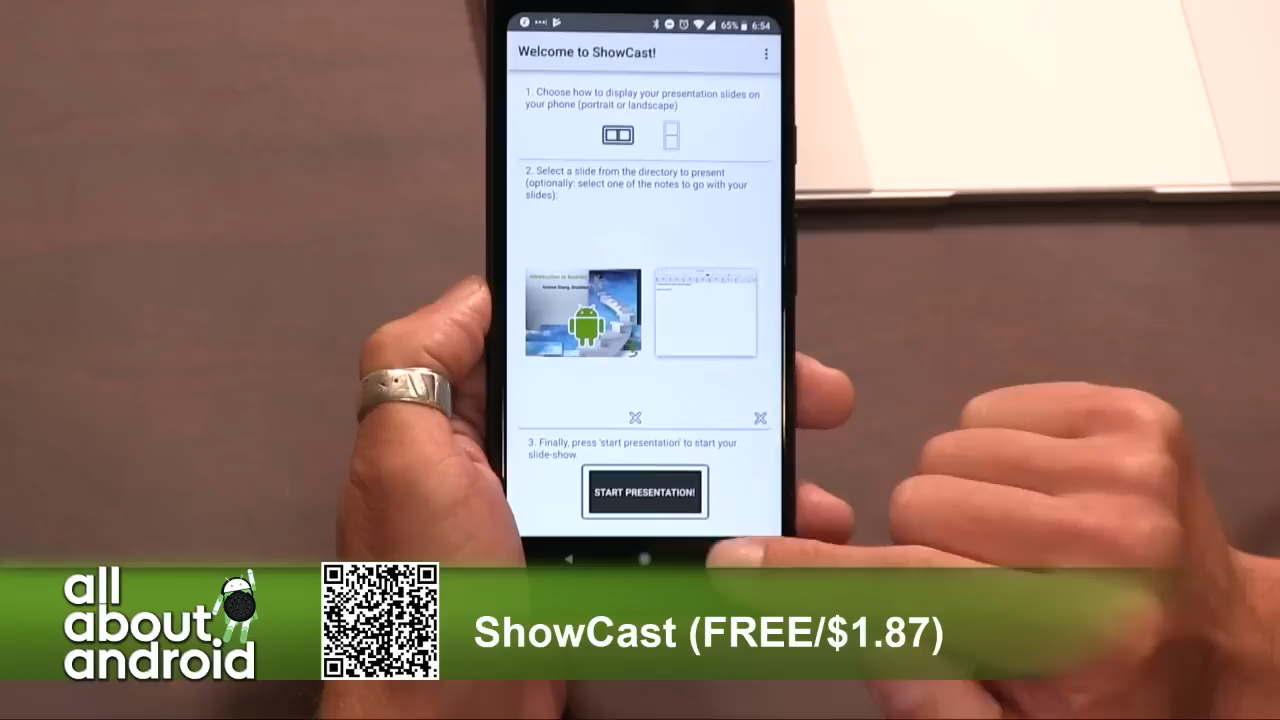 65% 6:54
Welcome to ShowCast!
1. Choose how to display your presentation slides on
your phone (portrait or landscape)
2. Select a slide from the directory to present
(optionally: select one of the notes to go with your
slides):
3. Finally, press 'start presentation' to start your
slide-show.
START PRESENTATION!
all
about
android
ShowCast (FREE/$1.87)